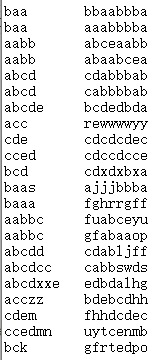 baa bbaabbba
baa aaabbbba
aabb abceaabb
aabb abaabcea
abcd cdabbbab
abcd cabbbbab
abcde bcdedbda
acc rewwwwyy
cde cdcdcdec
cced cdccdcce
bcd cdxdxbxa
baas ajjjbbba
baaa fghrrgff
aabbc fuabceyu
aabbc gfabaaop
abcdd cdabljff
abcdcc cabbswds
abcdxxe edbdalhg
acczz bdebcdhh
cdem fhhdcdec
ccedmn uytcenmb
bck gfrtedpo